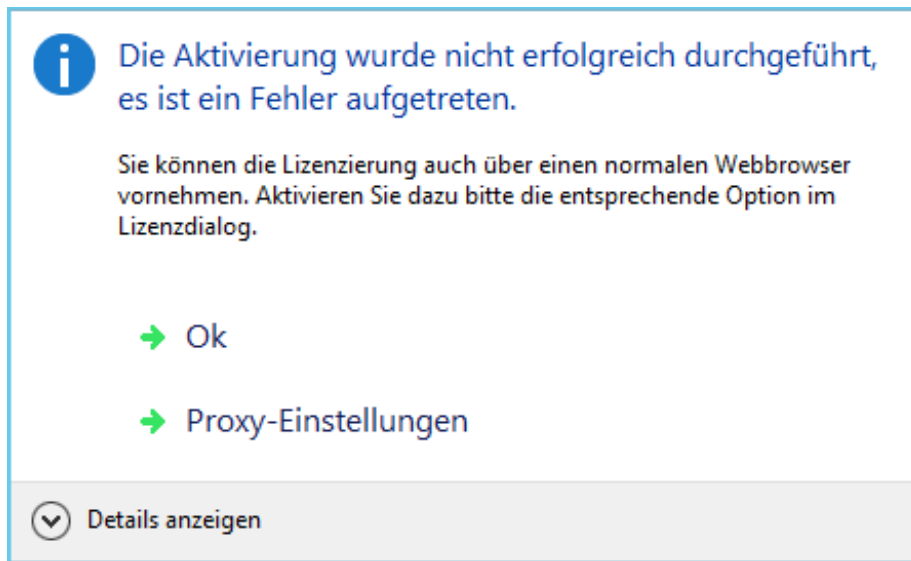 Die Aktivierung wurde nicht erfolgreich durchgeführt,
es ist ein Fehler aufgetreten.
Sie können die Lizenzierung auch über einen normalen Webbrowser
vornehmen. Aktivieren Sie dazu bitte die entsprechende Option im
Lizenzdialog.
Ok
Proxy-Einstellungen
Details anzeigen